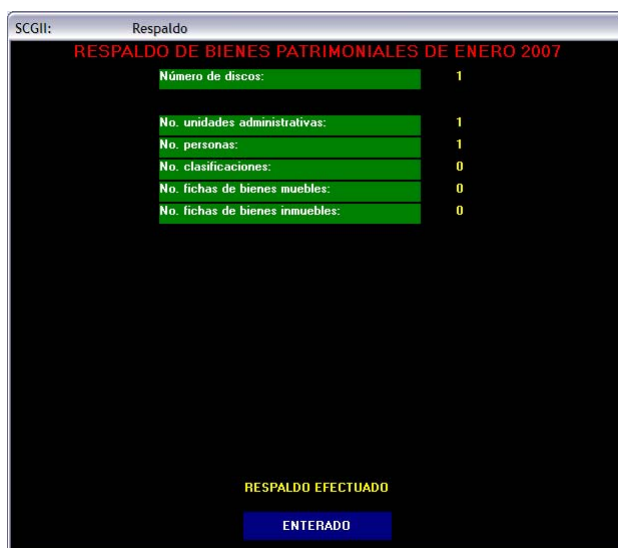 SCGII: Respaldo
RESPALDO DE BIENES PATRIMONIALES DE ENERO 2007
Número de discos: 1
No. unidades administrativas: 1
No. personas: 1
No. clasificaciones: 0
No. fichas de bienes muebles: 0
No. fichas de bienes inmuebles: 0
RESPALDO EFECTUADO
ENTERADO